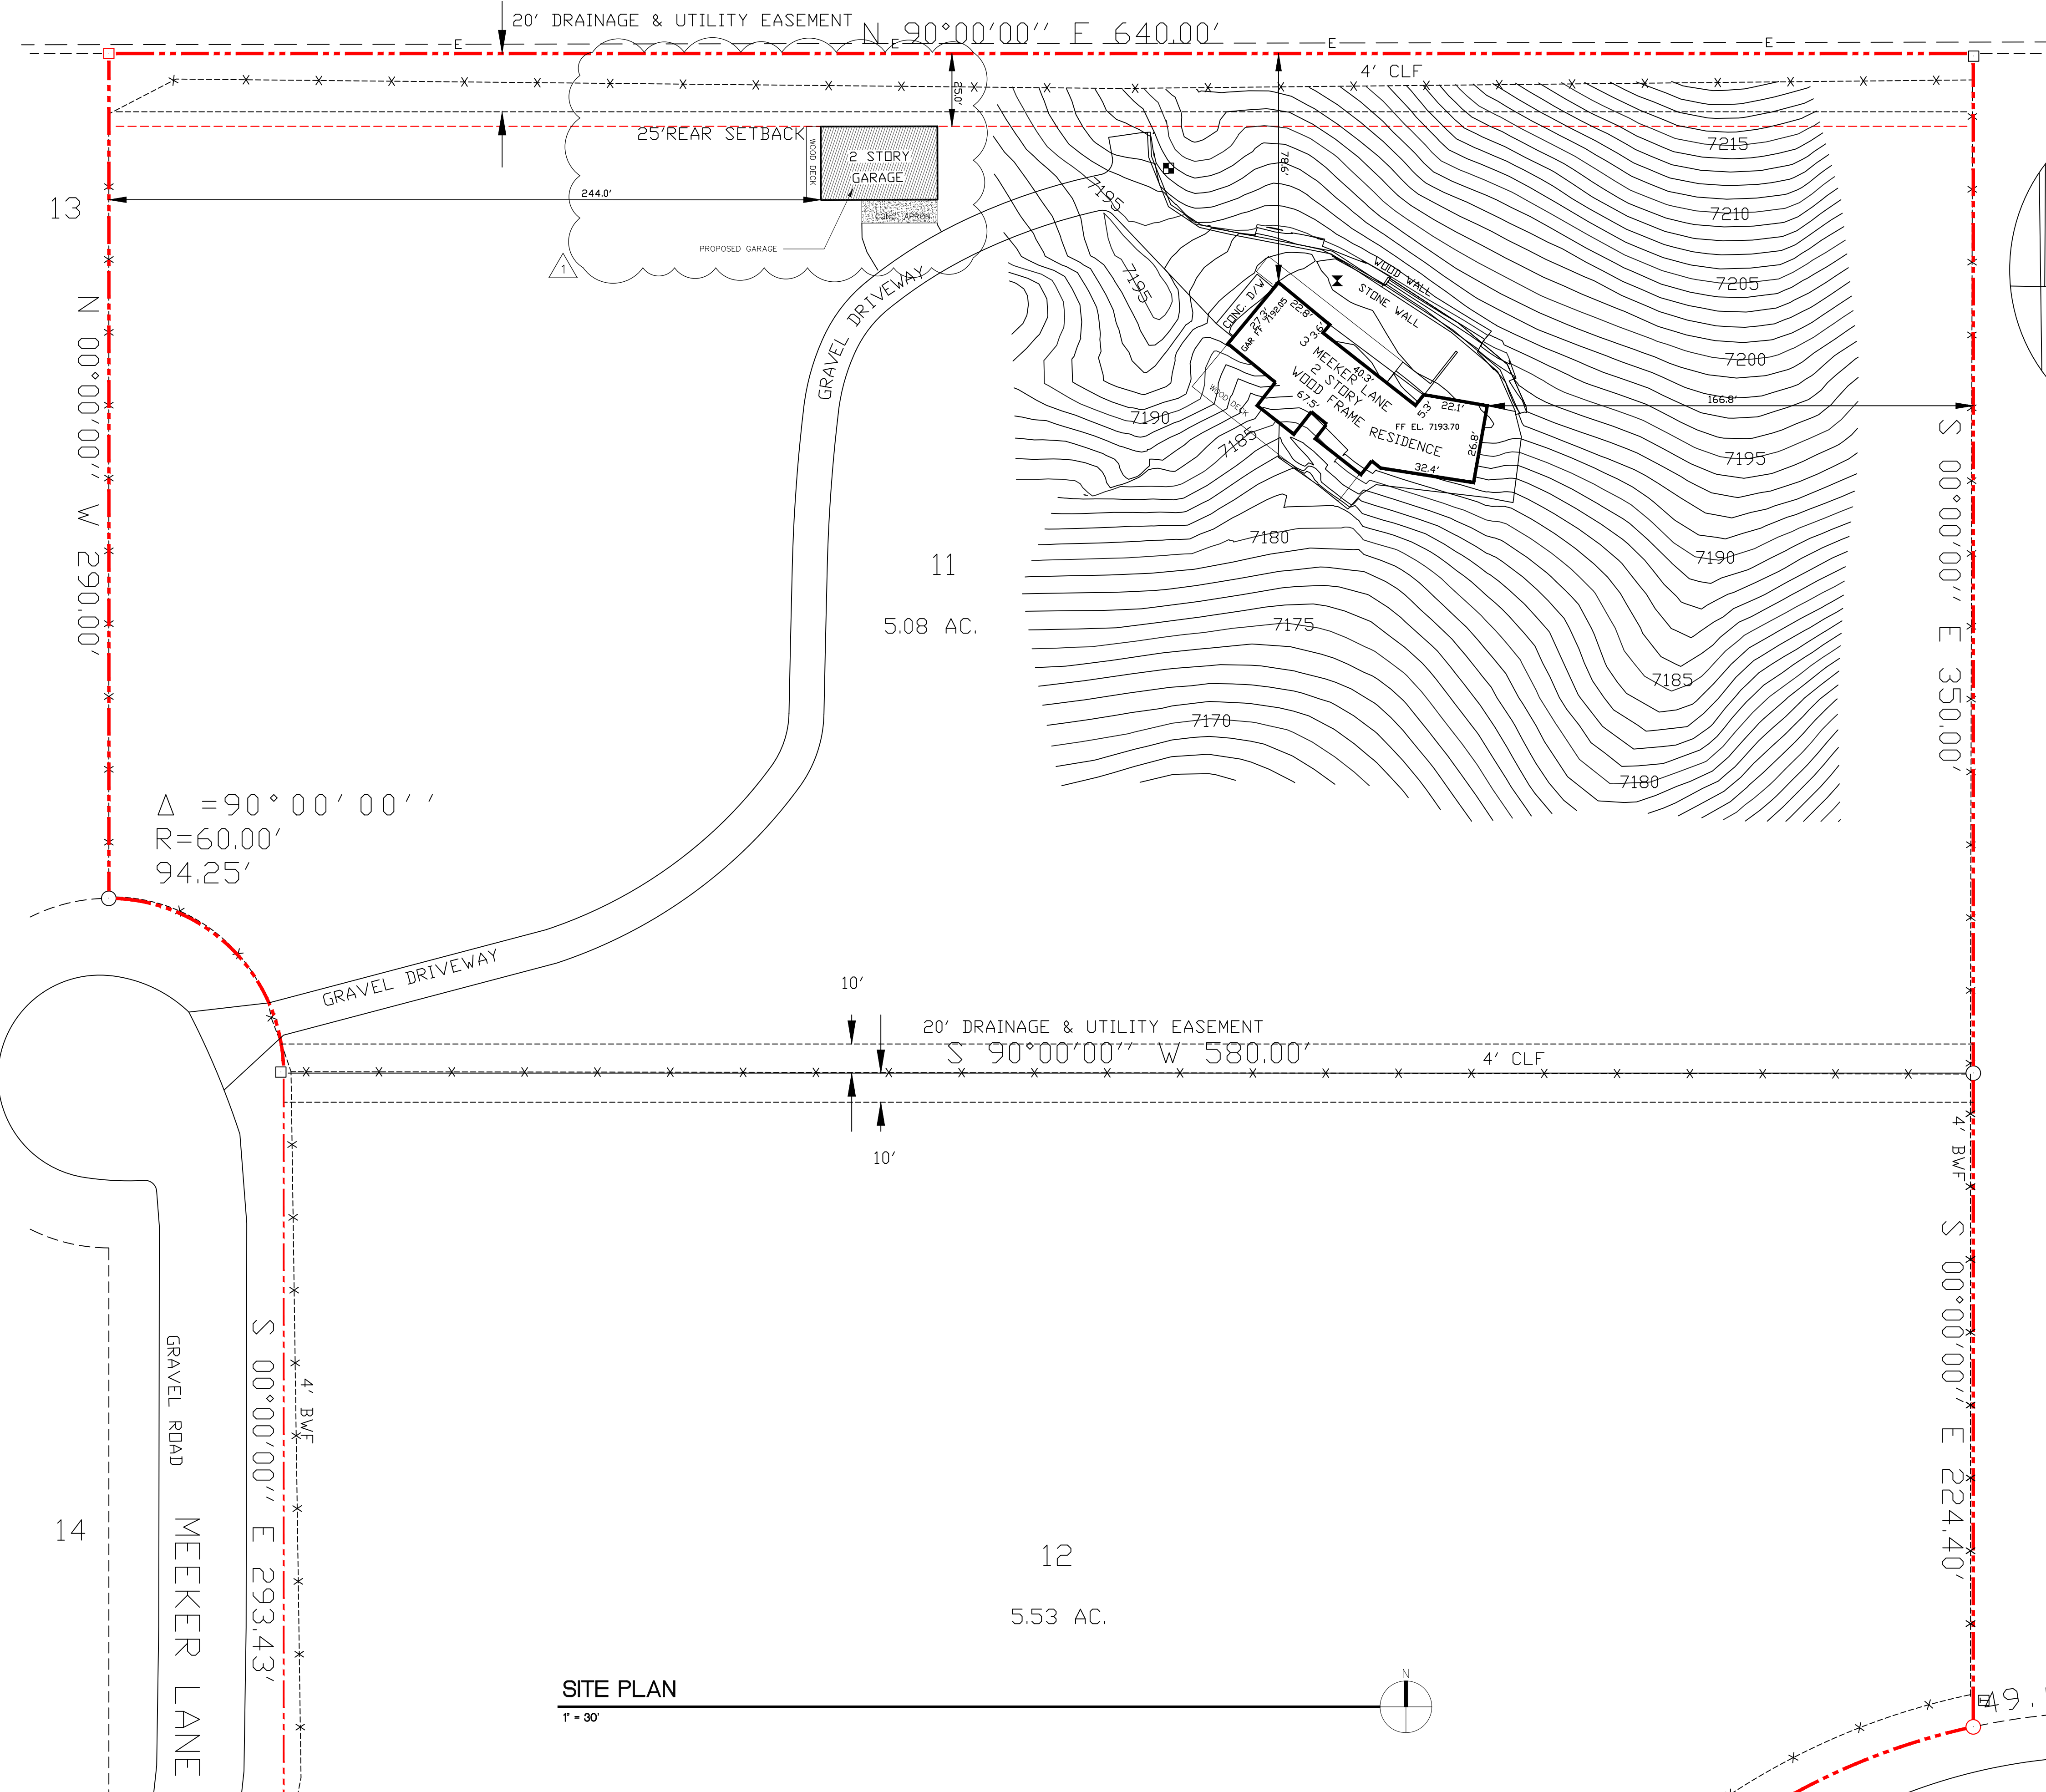 20' DRAINAGE & UTILITY EASEMENT
N 90°00'00'' E 640.00'
E
E
E
E
4' CLF
25.0'
25'REAR SETBACK
WOOD DECK
2 STORY
GARAGE
CONC. APRON
244.0'
PROPOSED GARAGE
1
13
78.6'
7215
7210
7205
7200
7195
7190
7185
7180
7195
7195
7190
7185
7180
7175
7170
GRAVEL DRIVEWAY
WOOD WALL
STONE WALL
CONC. D/W
27.3'
GAR FF 7192.05
22.8'
3.6'
3 MEEKER LANE
2 STORY
WOOD FRAME RESIDENCE
40.3'
67.5'
5.3'
22.1'
FF EL. 7193.70
26.8'
32.4'
WOOD DECK
166.8'
N 00°00'00'' W 290.00'
S 00°00'00'' E 350.00'
11
5.08 AC.
Δ =90°00'00''
R=60.00'
94.25'
GRAVEL DRIVEWAY
10'
20' DRAINAGE & UTILITY EASEMENT
S 90°00'00'' W 580.00'
4' CLF
10'
4' BWF
S 00°00'00'' E 224.40'
GRAVEL ROAD
MEEKER LANE
S 00°00'00'' E 293.43'
4' BWF
14
12
5.53 AC.
SITE PLAN
1" = 30'
N
E
49.